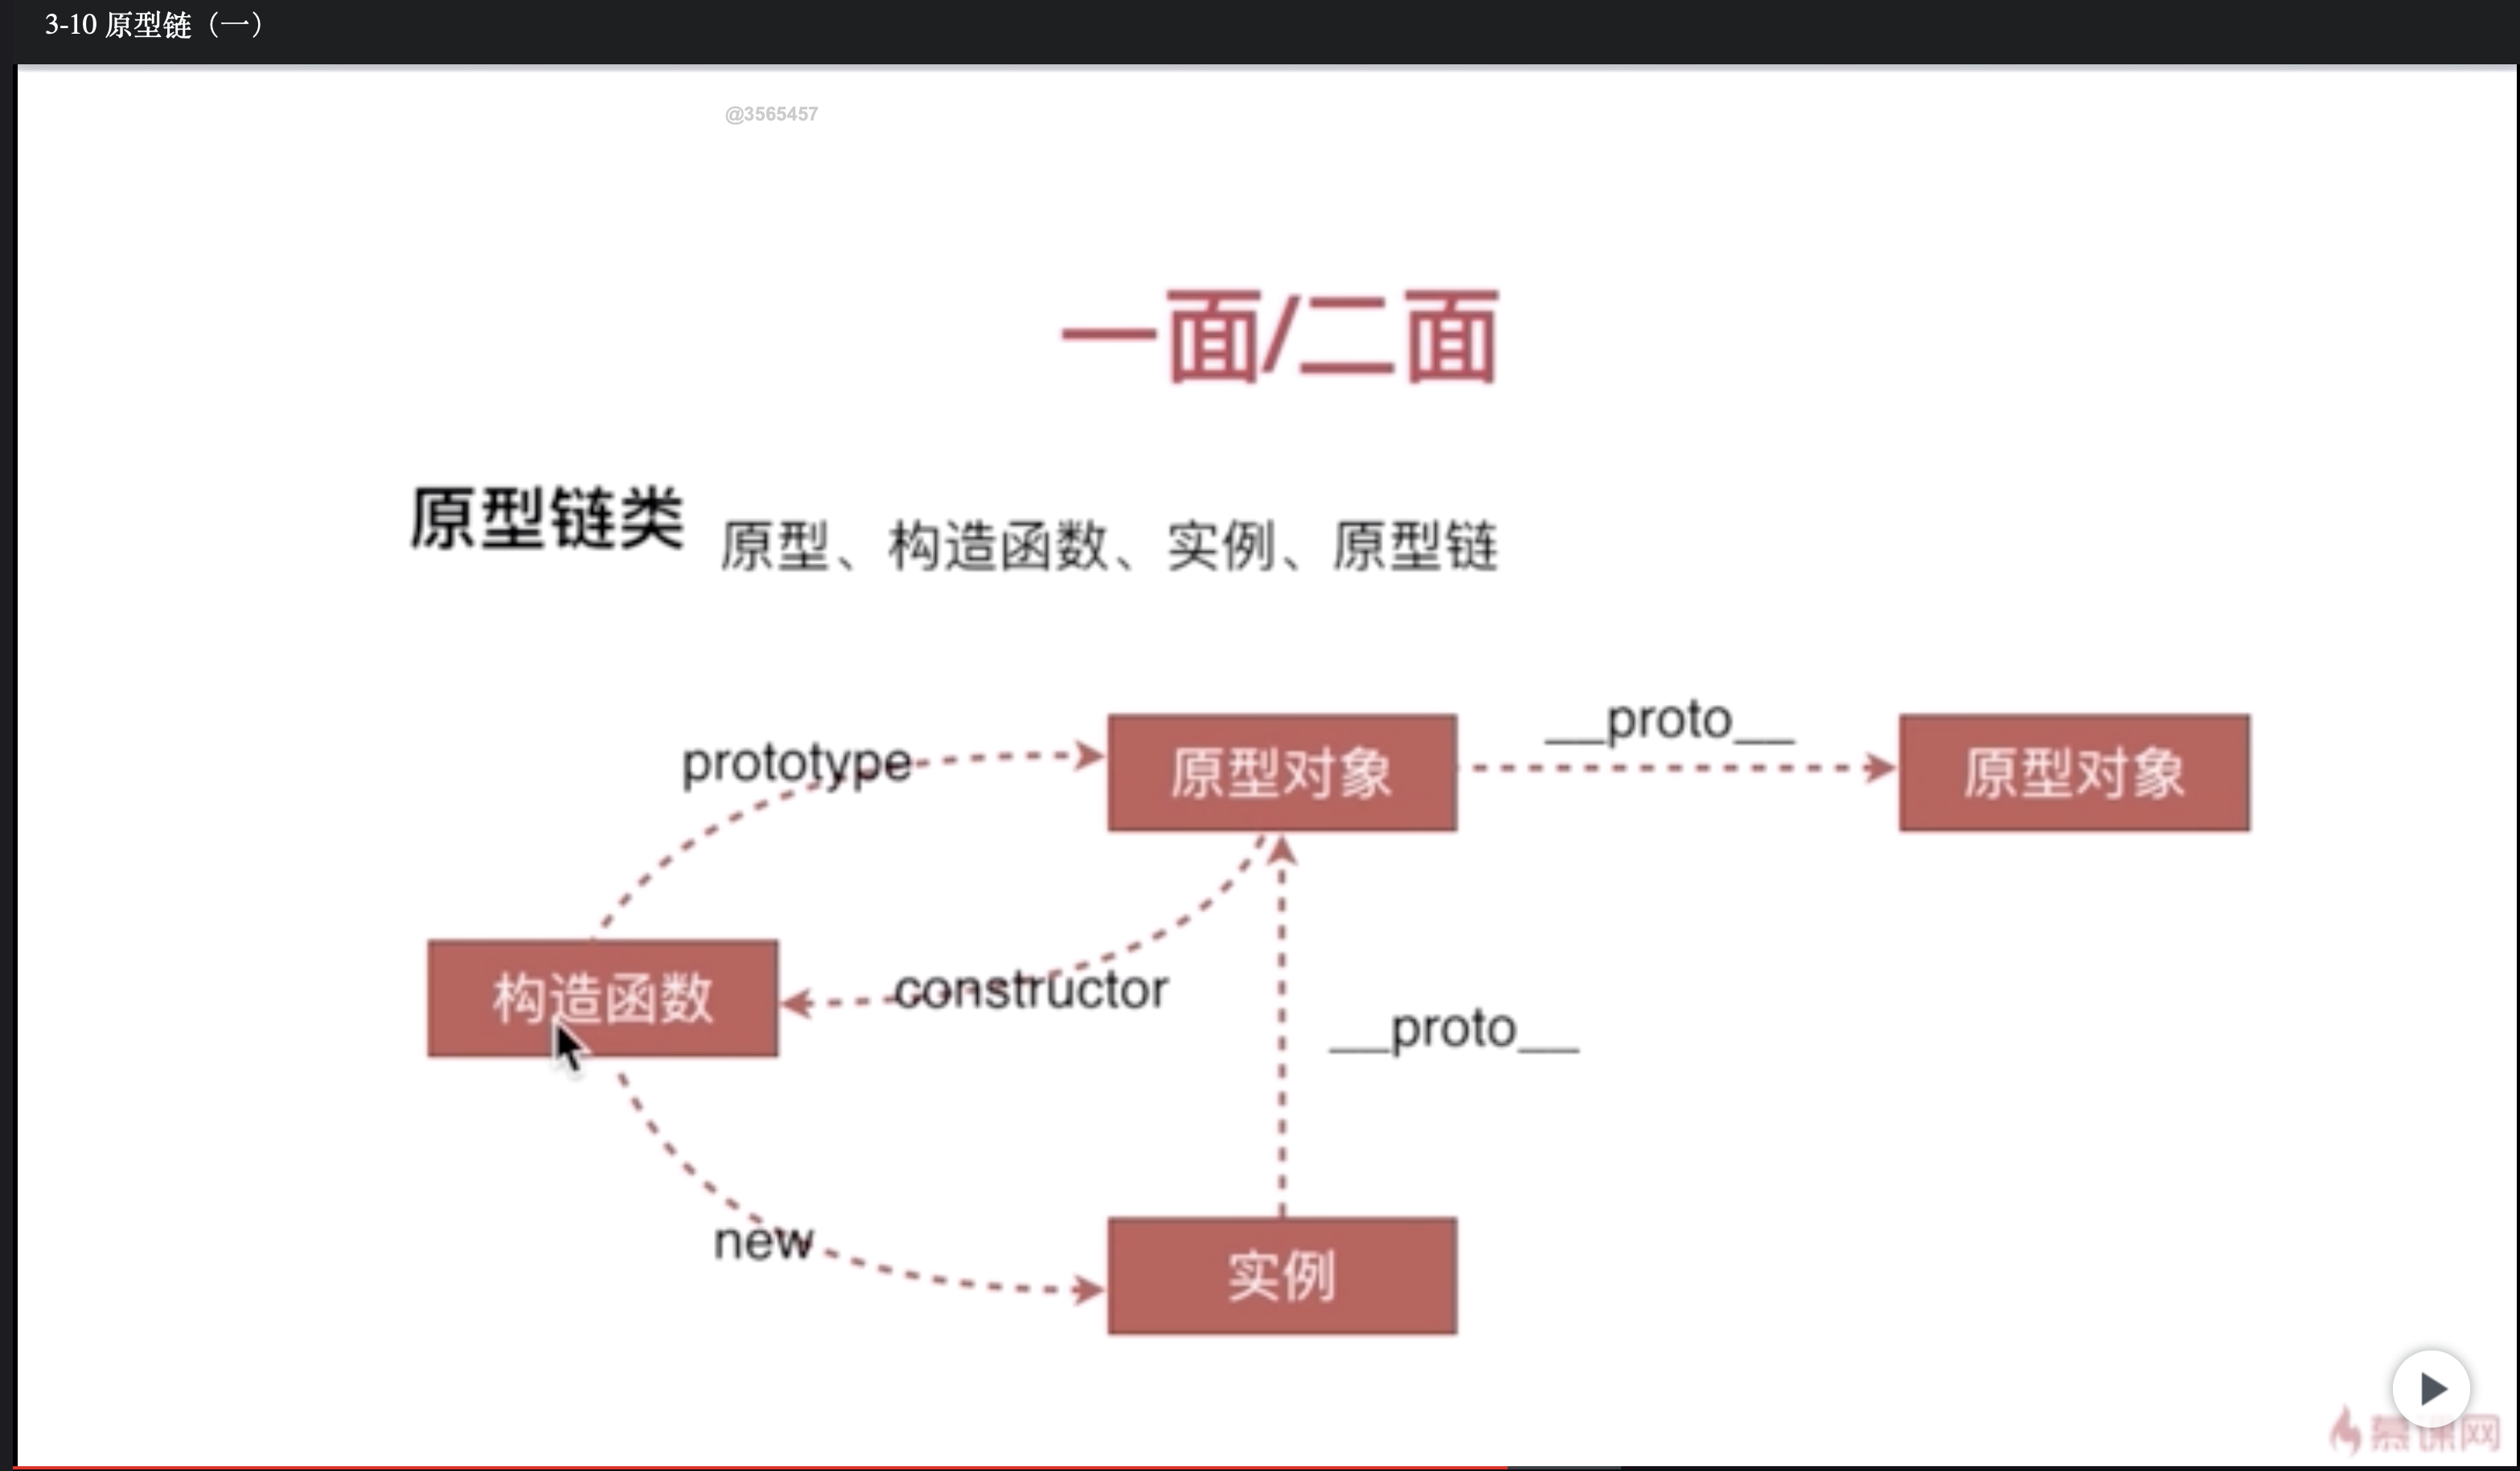 3-10 原型链（一）
@3565457
一面/二面
原型链类 原型、构造函数、实例、原型链
prototype
原型对象
__proto__
原型对象
构造函数
constructor
__proto__
new
实例
慕课网